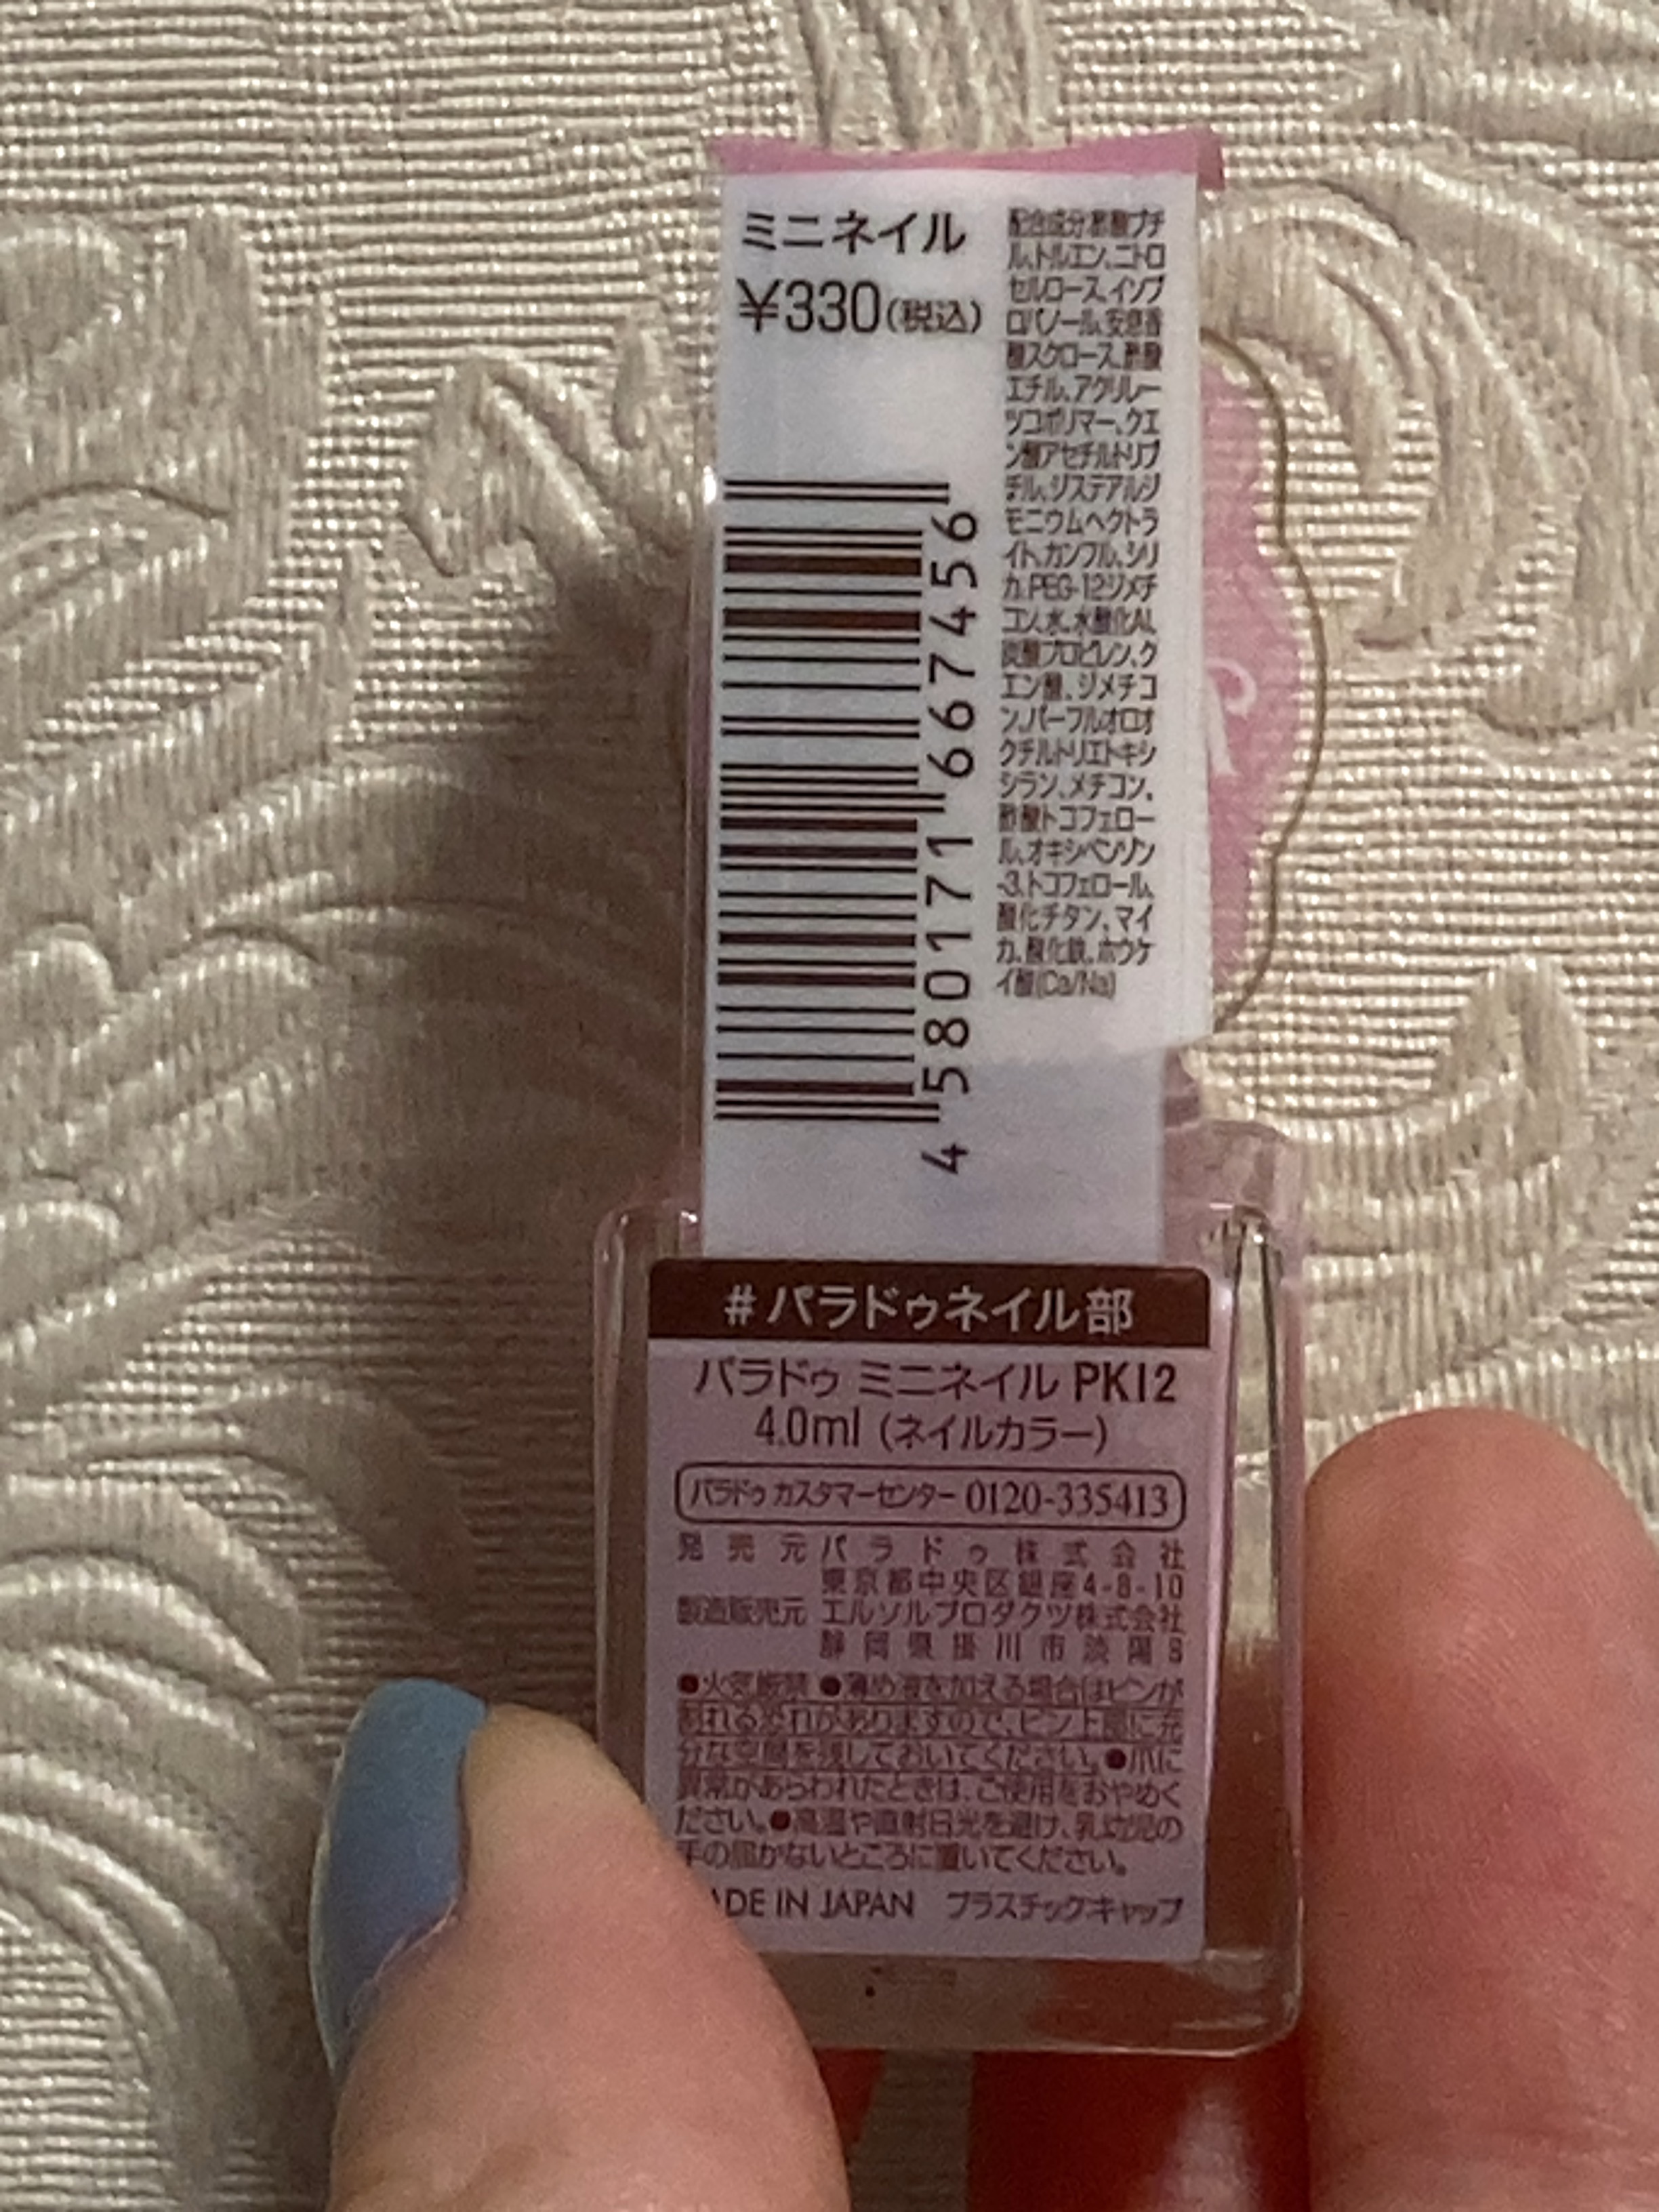 ミニネイル
¥330(税込)
配合成分:酢酸ブチ
ル、トルエン、ニトロ
セルロース、イソプ
ロパノール、安息香
酸スクロース、酢酸
エチル、アクリレー
ツコポリマー、クエ
ン酸アセチルトリブ
チル、ジステアルジ
モニウムヘクトラ
イト、カンフル、シリ
カ、PEG-12ジメチ
コン、水、水酸化Al、
炭酸プロピレン、ク
エン酸、ジメチコ
ン、パーフルオロオ
クチルトリエトキシ
シラン、メチコン、
酢酸トコフェロー
ル、オキシベンゾン
-3、トコフェロール、
酸化チタン、マイ
カ、酸化鉄、ホウケ
イ酸(Ca/Na)
4 580171 667456
#パラドゥネイル部
パラドゥ ミニネイル PK12
4.0ml (ネイルカラー)
パラドゥ カスタマーセンター 0120-335413
発売元 パラドゥ株式会社
東京都中央区銀座4-8-10
製造販売元 エルソルプロダクツ株式会社
静岡県掛川市淡陽8
●火気厳禁 ●薄め液を加える場合はビンが
割れる恐れがありますので、ビン上部に充
分な空間を残しておいてください。●爪に
異常があらわれたときは、ご使用をおやめく
ださい。●高温や直射日光を避け、乳幼児の
手の届かないところに置いてください。
ADE IN JAPAN プラスチックキャップ